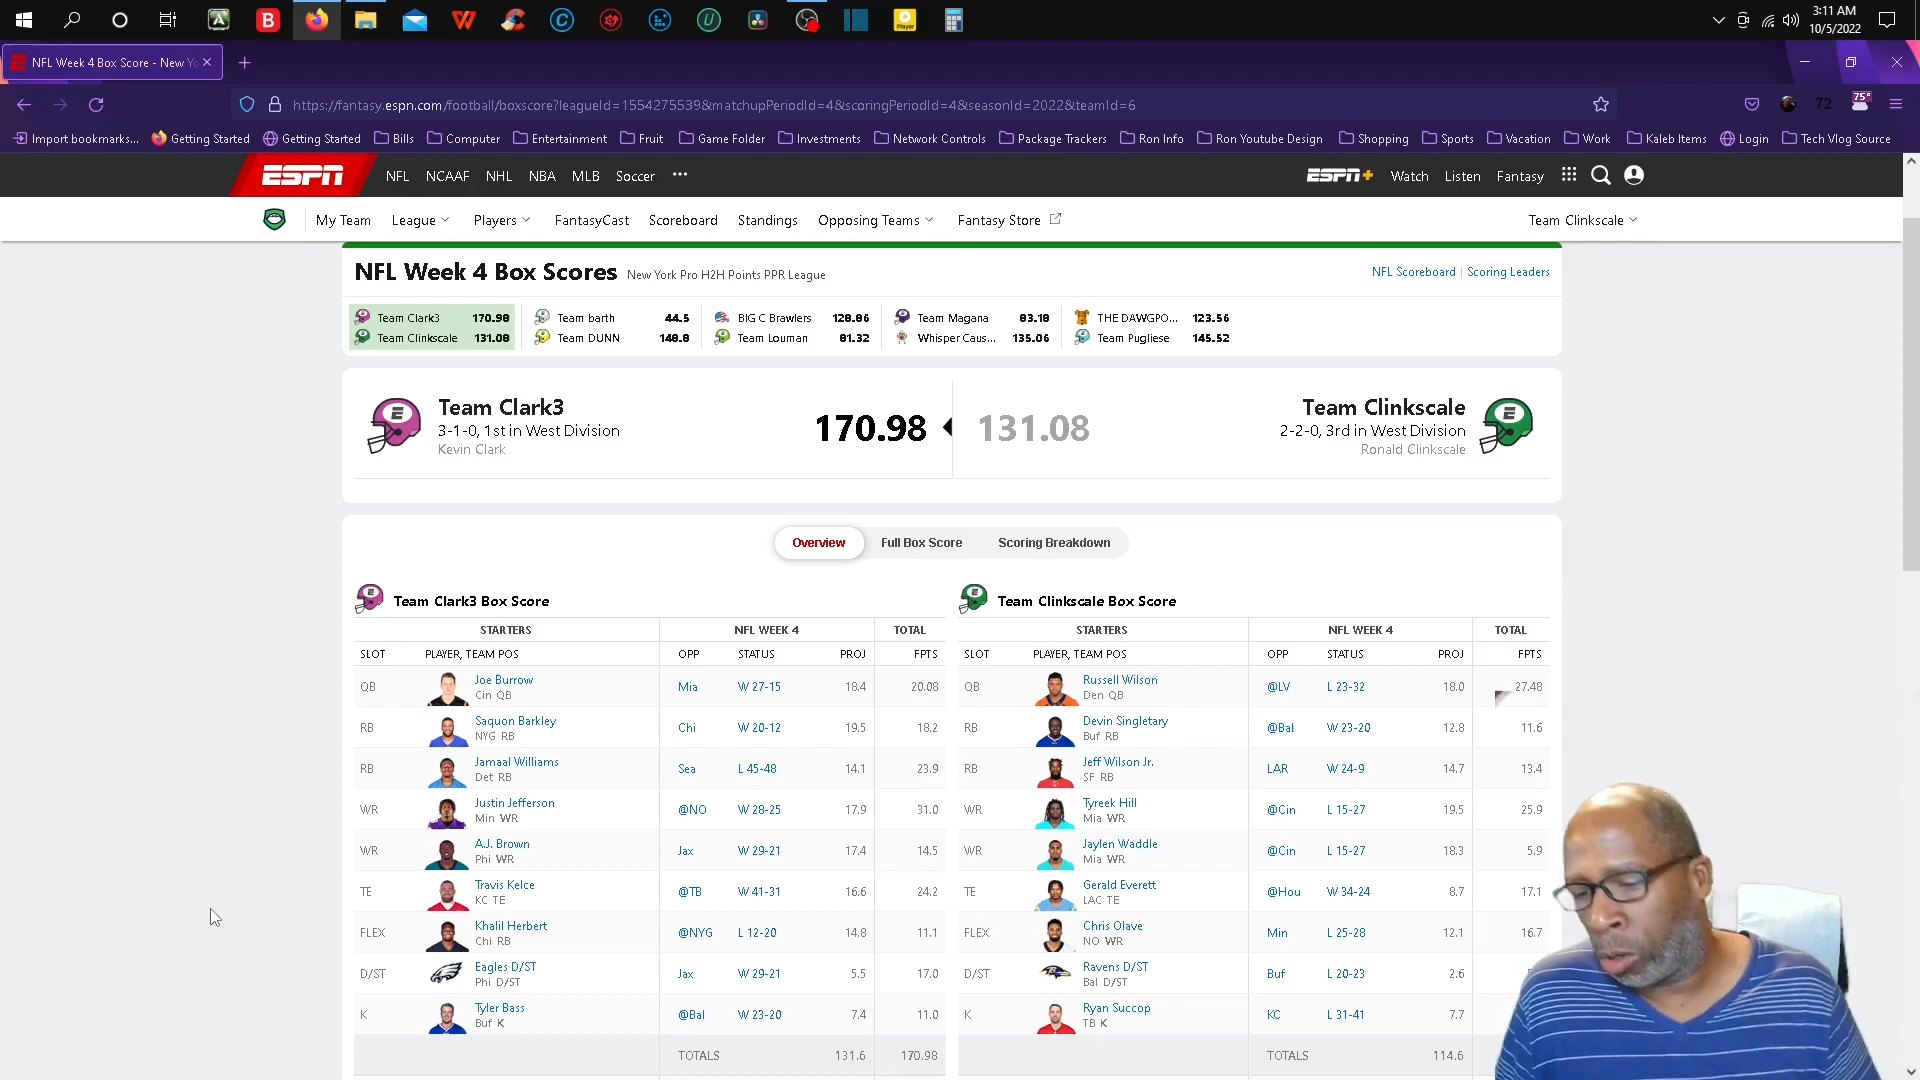 3:11 AM
10/5/2022
NFL Week 4 Box Score - New Yo
https://fantasy.espn.com/football/boxscore?leagueId=1554275539&matchupPeriodId=4&scoringPeriodId=4&seasonId=2022&teamId=6
72
75°
Import bookmarks... Getting Started Getting Started Bills Computer Entertainment Fruit Game Folder Investments Network Controls Package Trackers Ron Info Ron Youtube Design Shopping Sports Vacation Work Kaleb Items Login Tech Vlog Source
ESPN NFL NCAAF NHL NBA MLB Soccer ••• ESPN+ Watch Listen Fantasy
My Team League Players FantasyCast Scoreboard Standings Opposing Teams Fantasy Store Team Clinkscale
NFL Week 4 Box Scores New York Pro H2H Points PPR League NFL Scoreboard | Scoring Leaders
Team Clark3 170.98 Team barth 44.5 BIG C Brawlers 128.86 Team Magana 83.18 THE DAWGPO... 123.56
Team Clinkscale 131.08 Team DUNN 148.8 Team Louman 81.32 Whisper Caus... 135.06 Team Pugliese 145.52
Team Clark3 170.98 131.08 Team Clinkscale
3-1-0, 1st in West Division 2-2-0, 3rd in West Division
Kevin Clark Ronald Clinkscale
Overview Full Box Score Scoring Breakdown
Team Clark3 Box Score
STARTERS NFL WEEK 4 TOTAL
SLOT PLAYER, TEAM POS OPP STATUS PROJ FPTS
QB Joe Burrow Mia W 27-15 18.4 20.08
Cin QB
RB Saquon Barkley Chi W 20-12 19.5 18.2
NYG RB
RB Jamaal Williams Sea L 45-48 14.1 23.9
Det RB
WR Justin Jefferson @NO W 28-25 17.9 31.0
Min WR
WR A.J. Brown Jax W 29-21 17.4 14.5
Phi WR
TE Travis Kelce @TB W 41-31 16.6 24.2
KC TE
FLEX Khalil Herbert @NYG L 12-20 14.8 11.1
Chi RB
D/ST Eagles D/ST Jax W 29-21 5.5 17.0
Phi D/ST
K Tyler Bass @Bal W 23-20 7.4 11.0
Buf K
TOTALS 131.6 170.98
Team Clinkscale Box Score
STARTERS NFL WEEK 4 TOTAL
SLOT PLAYER, TEAM POS OPP STATUS PROJ FPTS
QB Russell Wilson @LV L 23-32 18.0 27.48
Den QB
RB Devin Singletary @Bal W 23-20 12.8 11.6
Buf RB
RB Jeff Wilson Jr. LAR W 24-9 14.7 13.4
SF RB
WR Tyreek Hill @Cin L 15-27 19.5 25.9
Mia WR
WR Jaylen Waddle @Cin L 15-27 18.3 5.9
Mia WR
TE Gerald Everett @Hou W 34-24 8.7 17.1
LAC TE
FLEX Chris Olave Min L 25-28 12.1 16.7
NO WR
D/ST Ravens D/ST Buf L 20-23 2.6
Bal D/ST
K Ryan Succop KC L 31-41 7.7
TB K
TOTALS 114.6